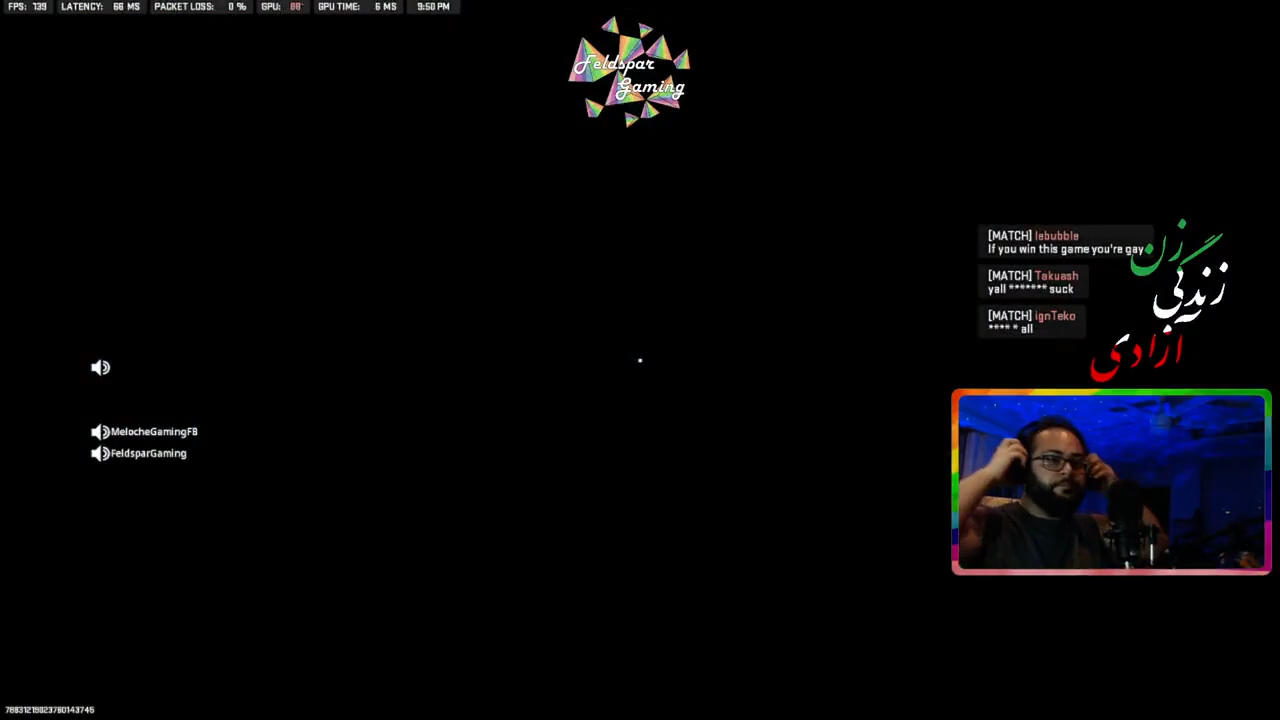 FPS: 139 LATENCY: 66 MS PACKET LOSS: 0 % GPU: 88° GPU TIME: 6 MS 9:50 PM
Feldspar
Gaming
[MATCH] lebubble
If you win this game you're gay
[MATCH] Takuash
yall ******* suck
[MATCH] ignTeko
**** * all
زن
زندگی
آزادی
MelocheGamingFB
FeldsparGaming